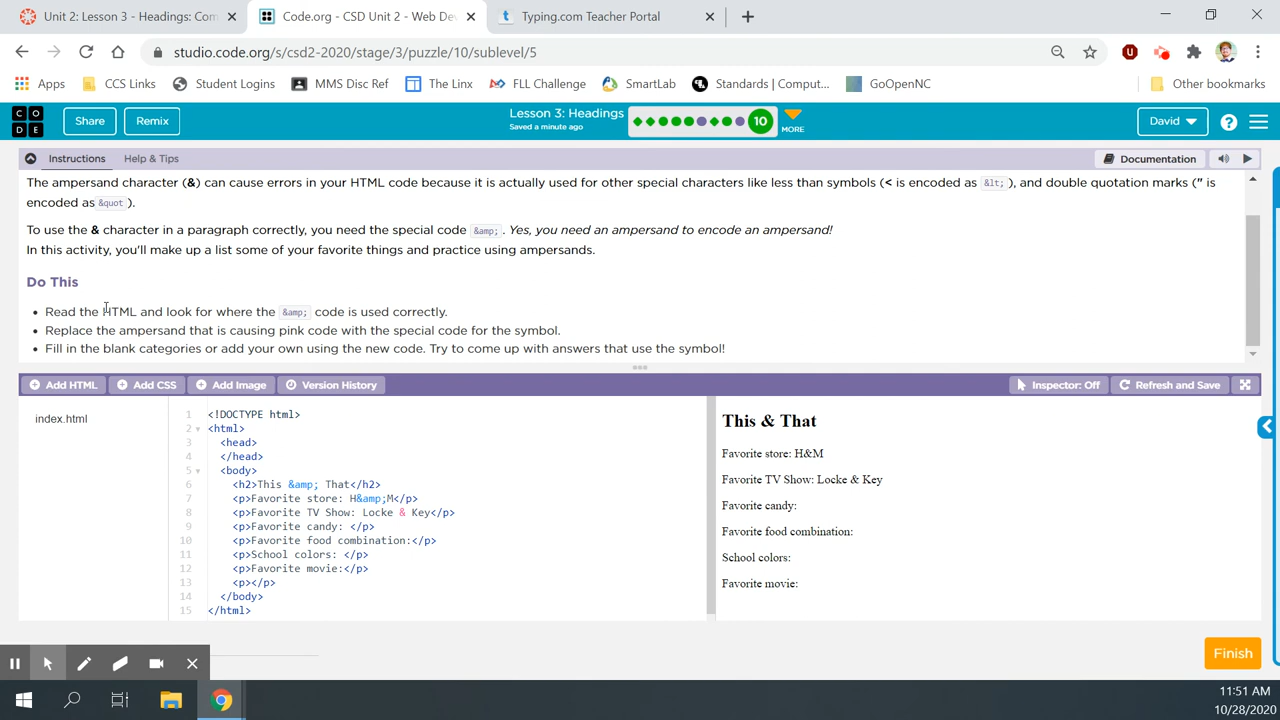 Unit 2: Lesson 3 - Headings: Com
Code.org - CSD Unit 2 - Web De
Typing.com Teacher Portal
studio.code.org/s/csd2-2020/stage/3/puzzle/10/sublevel/5
Apps
CCS Links
Student Logins
MMS Disc Ref
The Linx
FLL Challenge
SmartLab
Standards | Comput...
GoOpenNC
Other bookmarks
C O
D E
Share
Remix
Lesson 3: Headings
Saved a minute ago
10
MORE
David
Instructions
Help & Tips
Documentation
The ampersand character (&) can cause errors in your HTML code because it is actually used for other special characters like less than symbols (< is encoded as &lt; ), and double quotation marks (" is
encoded as &quot ).
To use the & character in a paragraph correctly, you need the special code &amp; . Yes, you need an ampersand to encode an ampersand!
In this activity, you'll make up a list some of your favorite things and practice using ampersands.
Do This
• Read the HTML and look for where the &amp; code is used correctly.
• Replace the ampersand that is causing pink code with the special code for the symbol.
• Fill in the blank categories or add your own using the new code. Try to come up with answers that use the symbol!
Add HTML
Add CSS
Add Image
Version History
Inspector: Off
Refresh and Save
index.html
1 <!DOCTYPE html>
2 <html>
3 <head>
4 </head>
5 <body>
6 <h2>This &amp; That</h2>
7 <p>Favorite store: H&amp;M</p>
8 <p>Favorite TV Show: Locke & Key</p>
9 <p>Favorite candy: </p>
10 <p>Favorite food combination:</p>
11 <p>School colors: </p>
12 <p>Favorite movie:</p>
13 <p></p>
14 </body>
15 </html>
This & That
Favorite store: H&M
Favorite TV Show: Locke & Key
Favorite candy:
Favorite food combination:
School colors:
Favorite movie:
Finish
11:51 AM
10/28/2020